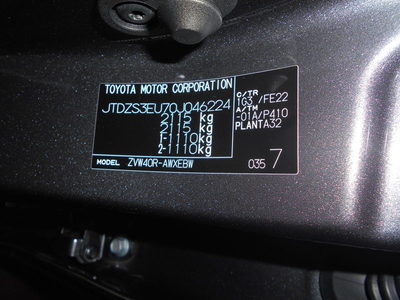 TOYOTA MOTOR CORPORATION
JTDZS3EU70J046224
2115 kg
2115 kg
1-1110kg
2-1110kg
MODEL ZVW40R-AWXEBW
C/TR
1G3 /FE22
A/TM
-01A/P410
PLANTA32
035 7